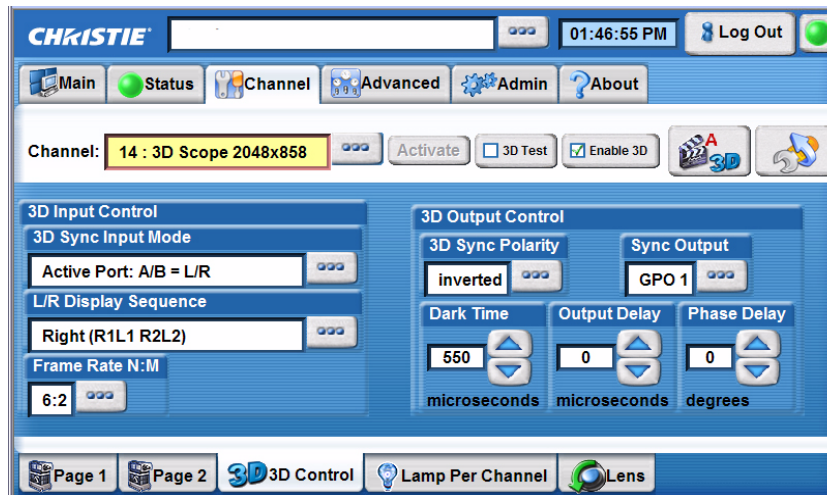 CHRISTIE
01:46:55 PM
Log Out
Main
Status
Channel
Advanced
Admin
About
Channel:
14 : 3D Scope 2048x858
Activate
3D Test
Enable 3D
A
3D
3D Input Control
3D Sync Input Mode
Active Port: A/B = L/R
L/R Display Sequence
Right (R1L1 R2L2)
Frame Rate N:M
6:2
3D Output Control
3D Sync Polarity
Sync Output
inverted
GPO 1
Dark Time
Output Delay
Phase Delay
550
0
0
microseconds
microseconds
degrees
Page 1
Page 2
3D
3D Control
Lamp Per Channel
Lens